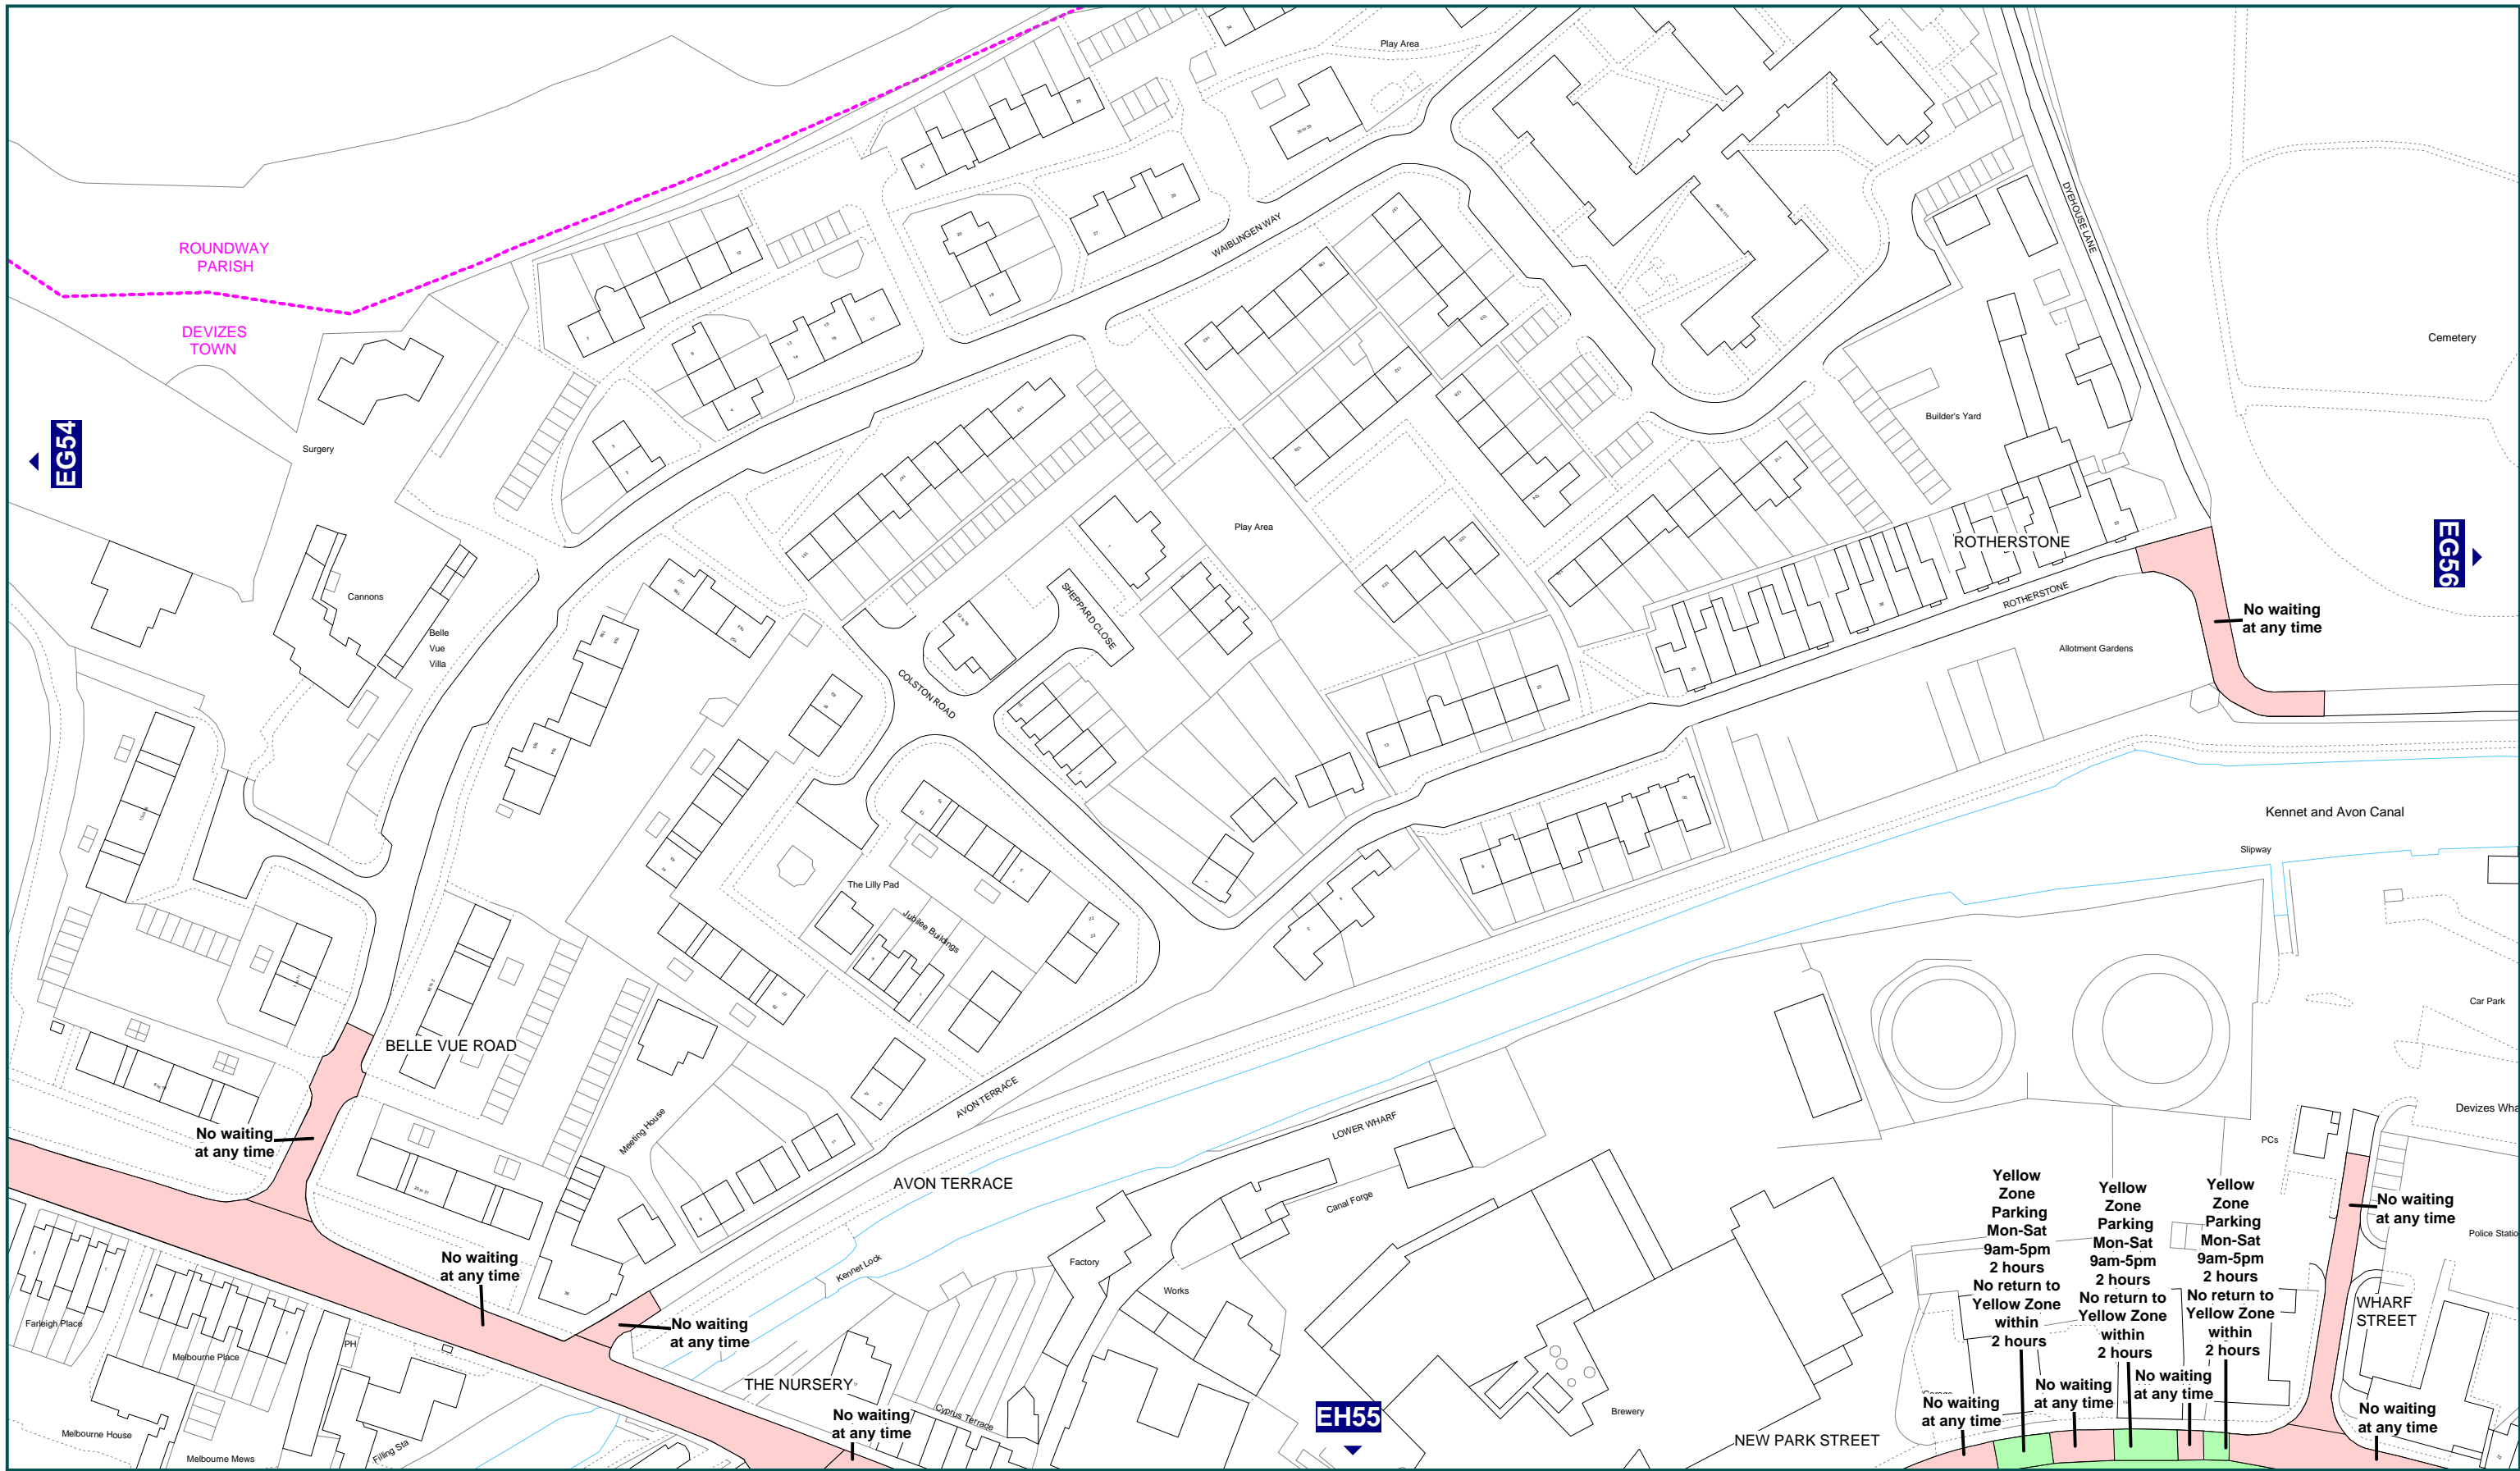 Play Area
ROUNDWAY
PARISH
DEVIZES
TOWN
WAIBLINGEN WAY
DYEHOUSE LANE
Cemetery
EG54
Surgery
Builder's Yard
Play Area
EG56
ROTHERSTONE
ROTHERSTONE
No waiting
at any time
Cannons
Belle
Vue
Villa
SHEPPARD CLOSE
COLSTON ROAD
Allotment Gardens
Kennet and Avon Canal
Slipway
The Lilly Pad
Jubilee Buildings
Car Park
BELLE VUE ROAD
AVON TERRACE
Meeting House
LOWER WHARF
Devizes Wha
PCs
No waiting
at any time
AVON TERRACE
Canal Forge
Yellow
Zone
Parking
Mon-Sat
9am-5pm
2 hours
No return to
Yellow Zone
within
2 hours
Yellow
Zone
Parking
Mon-Sat
9am-5pm
2 hours
No return to
Yellow Zone
within
2 hours
Yellow
Zone
Parking
Mon-Sat
9am-5pm
2 hours
No return to
Yellow Zone
within
2 hours
No waiting
at any time
Police Statio
No waiting
at any time
Kennet Lock
Factory
Works
WHARF
STREET
Farleigh Place
No waiting
at any time
Melbourne Place
PH
THE NURSERY
Cyprus Terrace
No waiting
at any time
EH55
Brewery
Garage
No waiting
at any time
No waiting
at any time
No waiting
at any time
No waiting
at any time
Melbourne House
Melbourne Mews
Filling Sta
NEW PARK STREET